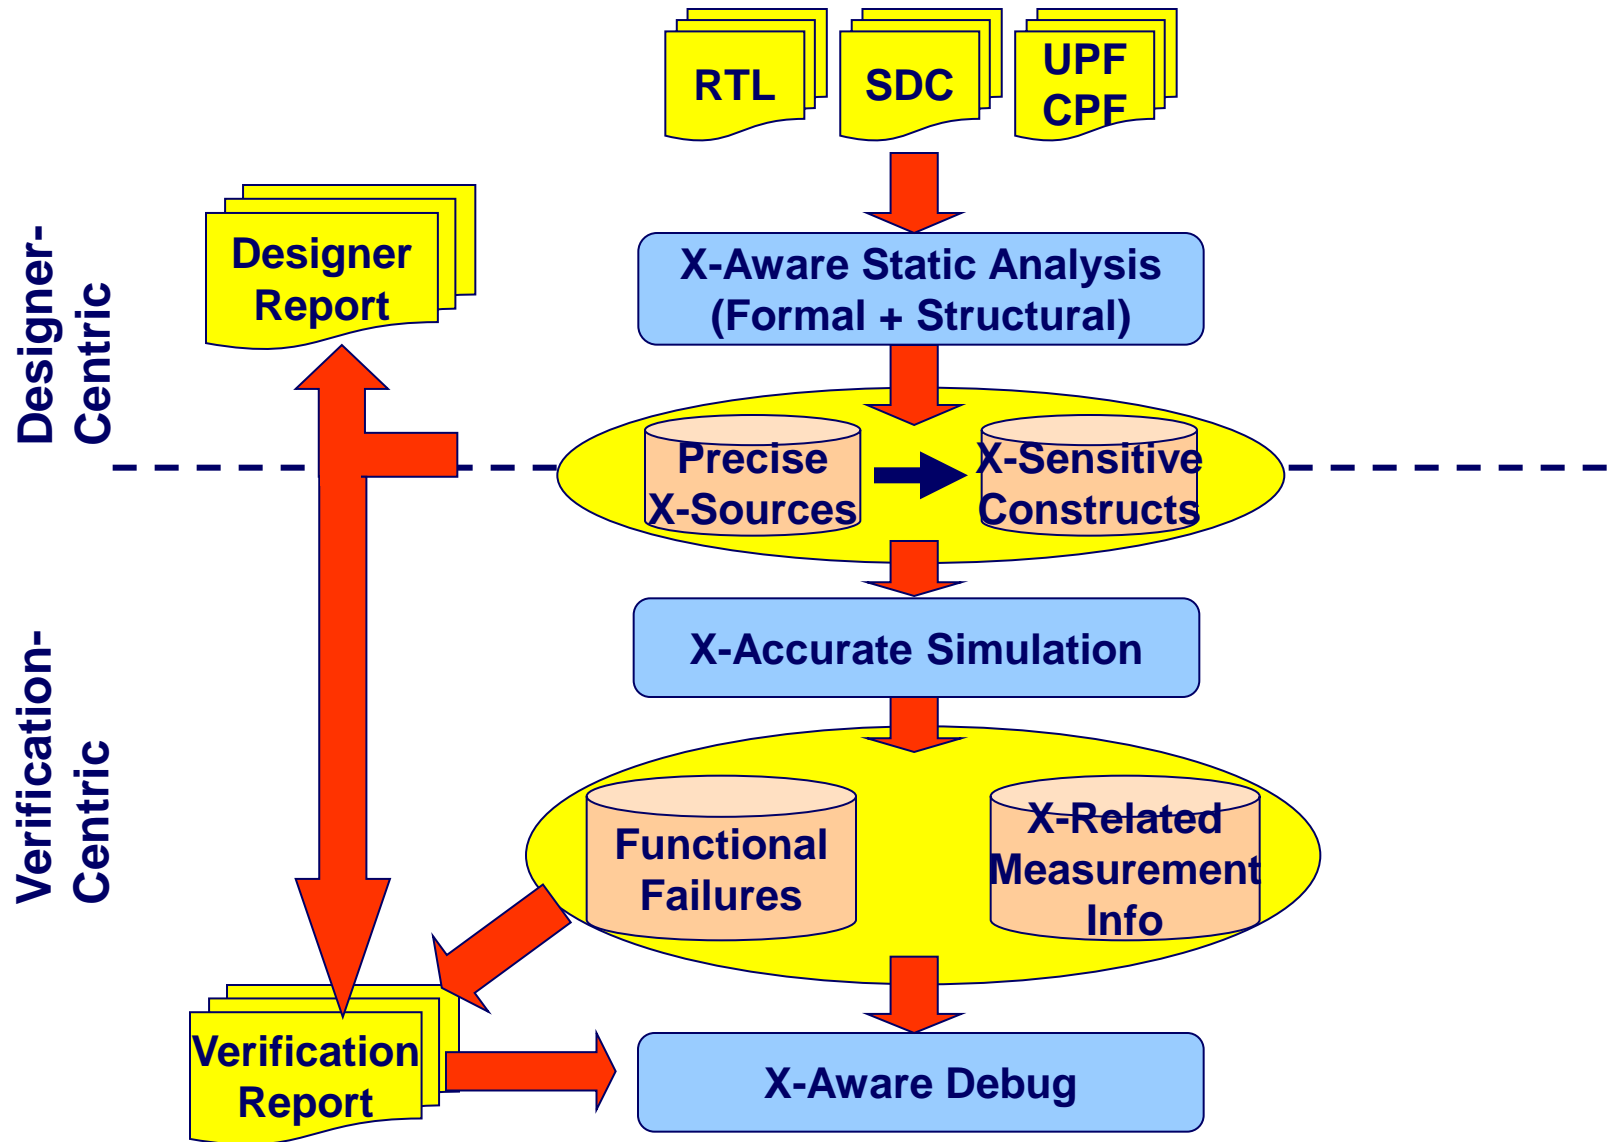 RTL
SDC
UPF
CPF
Designer-
Centric
Designer
Report
X-Aware Static Analysis
(Formal + Structural)
Precise
X-Sources
X-Sensitive
Constructs
Verification-
Centric
X-Accurate Simulation
Functional
Failures
X-Related
Measurement
Info
Verification
Report
X-Aware Debug